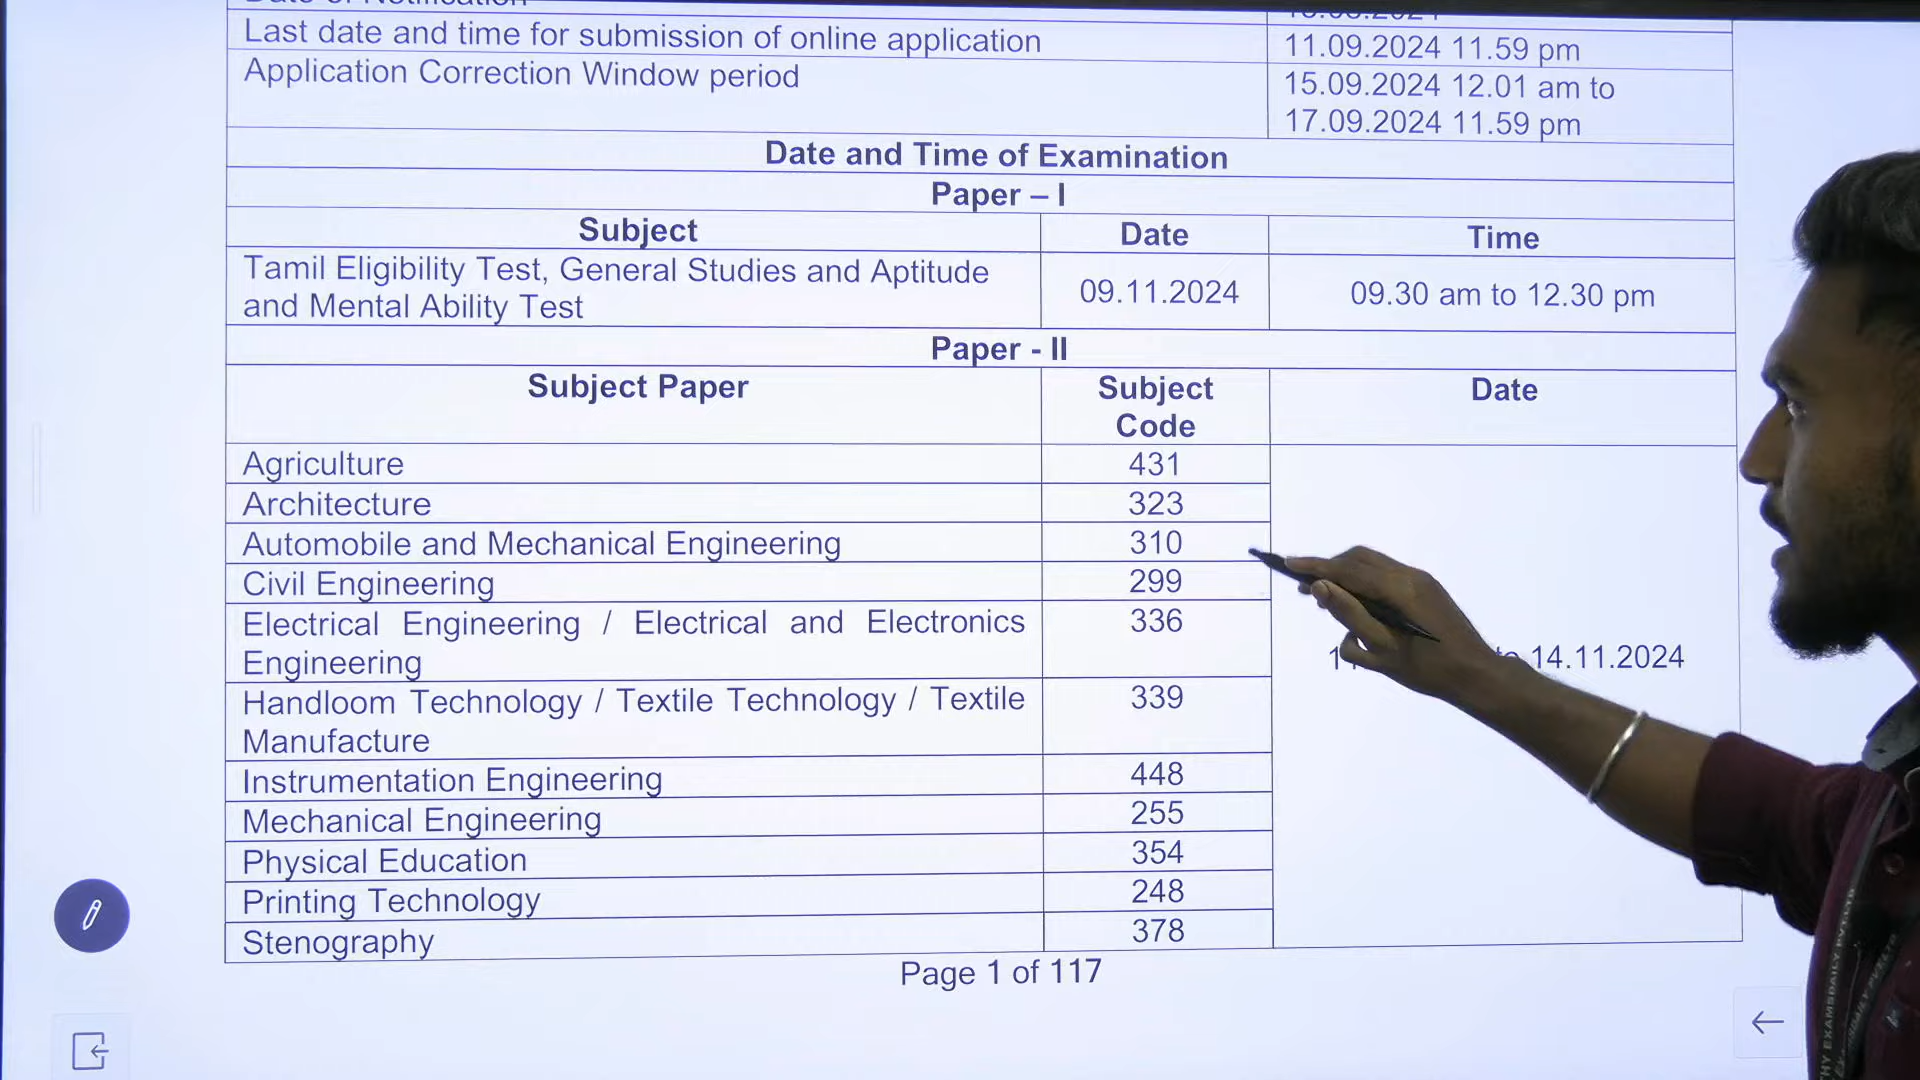 Last date and time for submission of online application
11.09.2024 11.59 pm
Application Correction Window period
15.09.2024 12.01 am to
17.09.2024 11.59 pm
Date and Time of Examination
Paper – I
Subject
Date
Time
Tamil Eligibility Test, General Studies and Aptitude
and Mental Ability Test
09.11.2024
09.30 am to 12.30 pm
Paper - II
Subject Paper
Subject
Code
Date
Agriculture
431
Architecture
323
Automobile and Mechanical Engineering
310
Civil Engineering
299
Electrical Engineering / Electrical and Electronics
Engineering
336
14.11.2024
Handloom Technology / Textile Technology / Textile
Manufacture
339
Instrumentation Engineering
448
Mechanical Engineering
255
Physical Education
354
Printing Technology
248
Stenography
378
Page 1 of 117